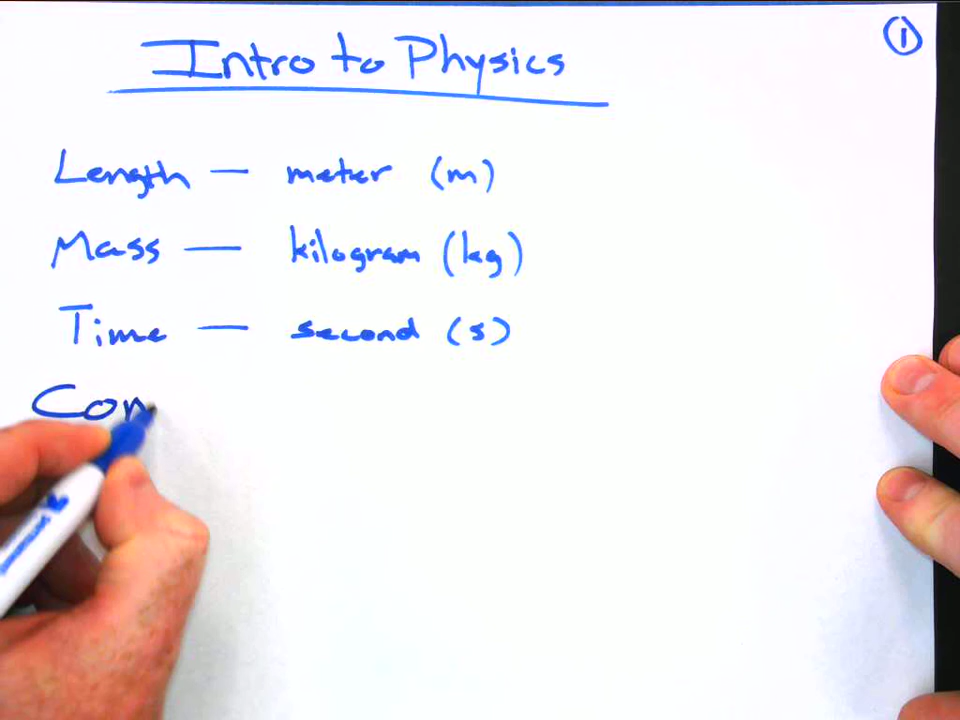 Intro to Physics
1
Length — meter (m)
Mass — kilogram (kg)
Time — second (s)
Con